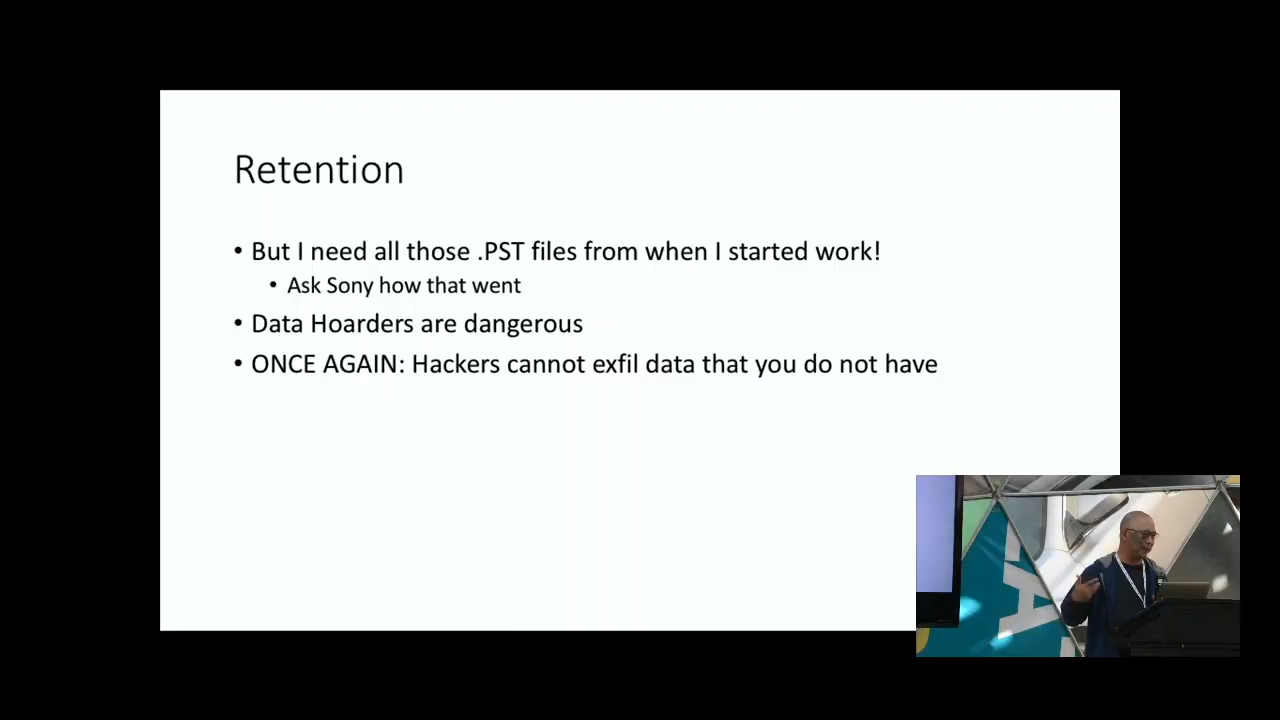 Retention
• But I need all those .PST files from when I started work!
• Ask Sony how that went
• Data Hoarders are dangerous
• ONCE AGAIN: Hackers cannot exfil data that you do not have